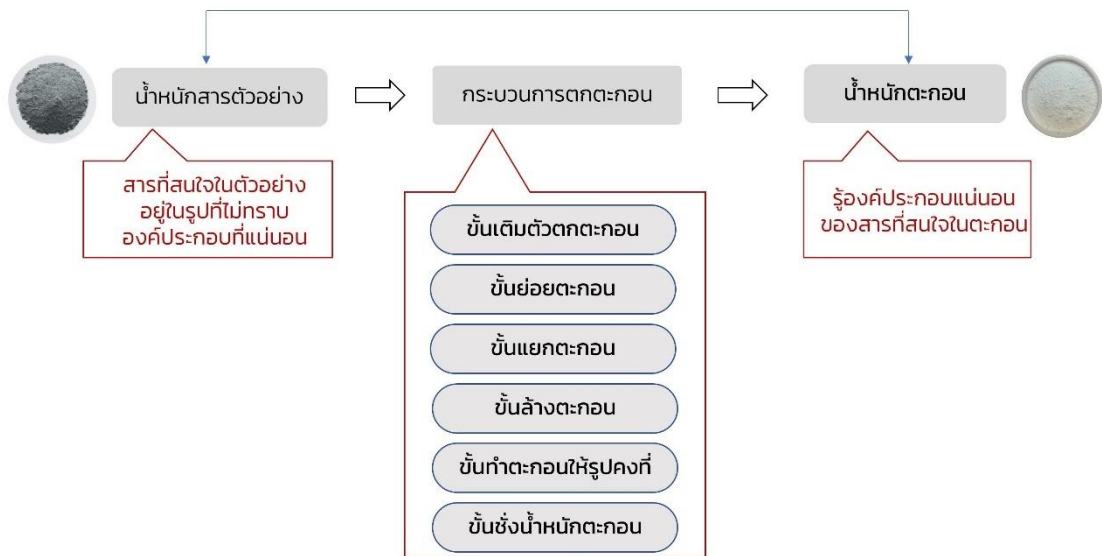 น้ำหนักสารตัวอย่าง
กระบวนการตกตะกอน
น้ำหนักตะกอน
สารที่สนใจในตัวอย่าง
อยู่ในรูปที่ไม่ทราบ
องค์ประกอบที่แน่นอน
ขั้นเติมตัวตกตะกอน
ขั้นย่อยตะกอน
ขั้นแยกตะกอน
ขั้นล้างตะกอน
ขั้นทำตะกอนให้รูปคงที่
ขั้นชั่งน้ำหนักตะกอน
รู้องค์ประกอบแน่นอน
ของสารที่สนใจในตะกอน